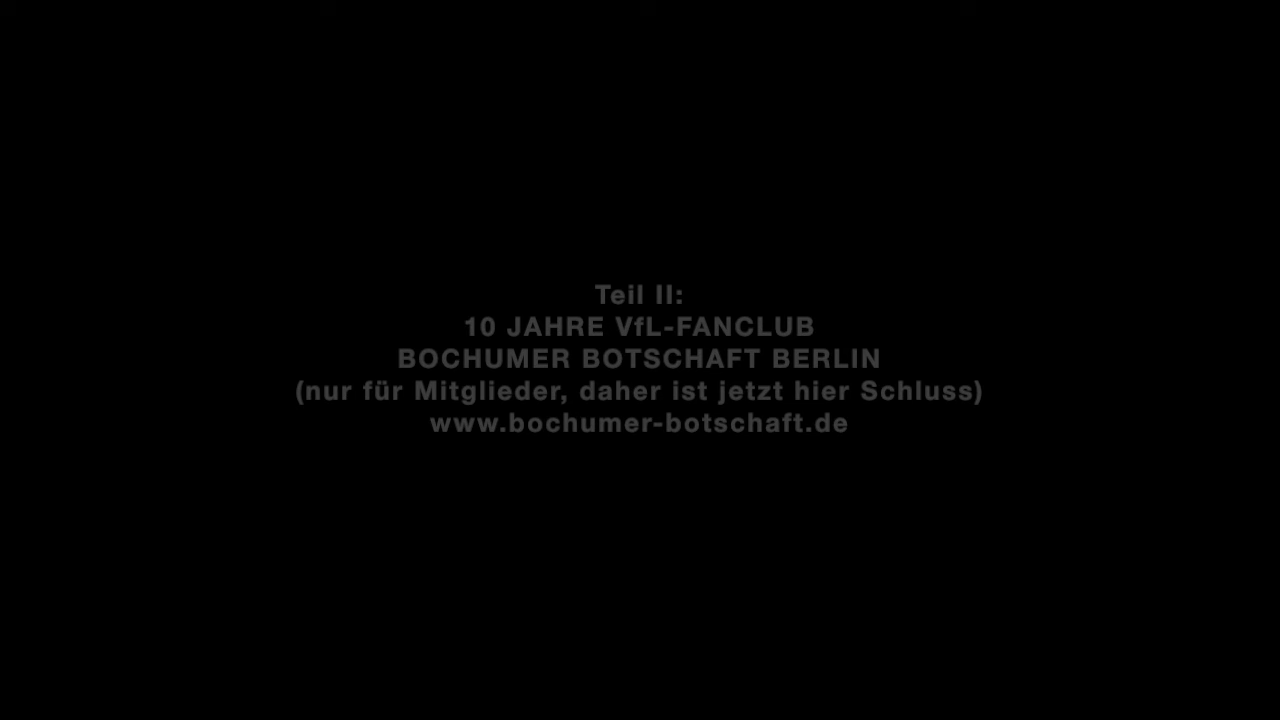 Teil II:
10 JAHRE VfL-FANCLUB
BOCHUMER BOTSCHAFT BERLIN
(nur für Mitglieder, daher ist jetzt hier Schluss)
www.bochumer-botschaft.de